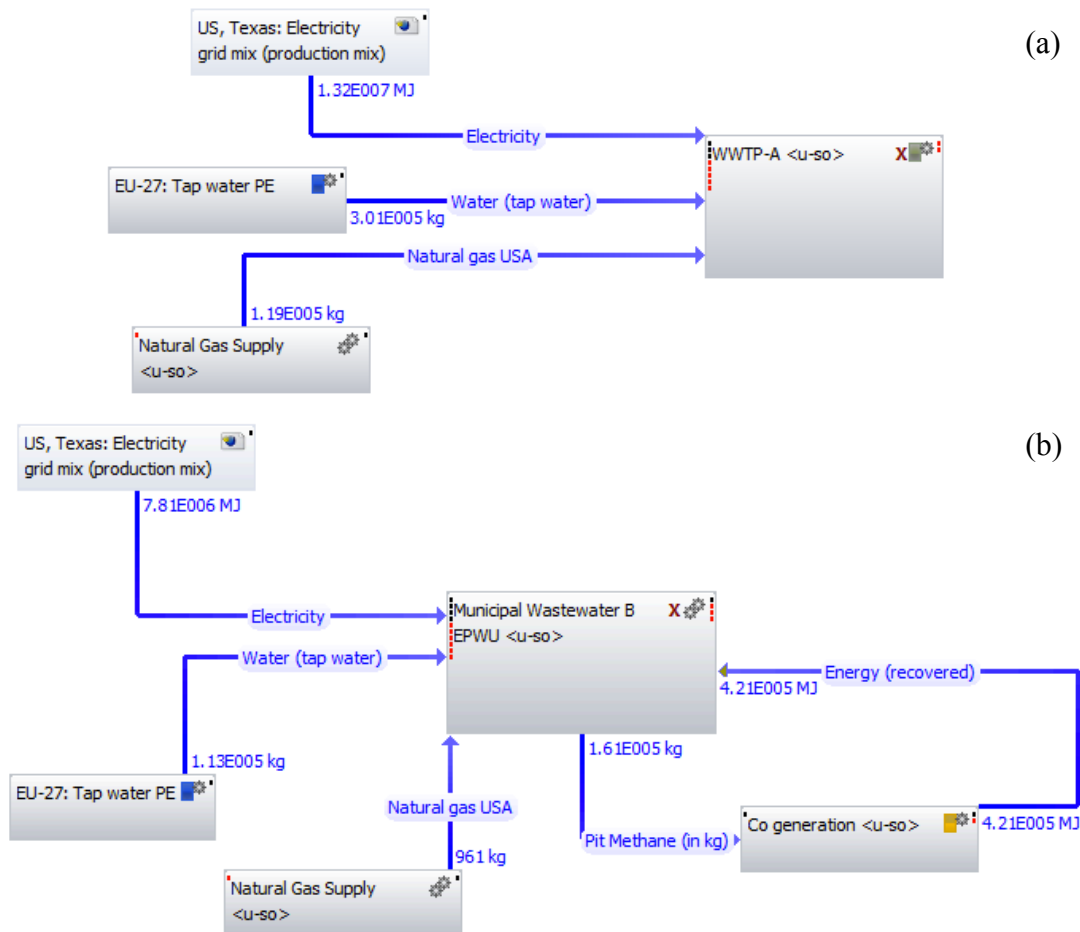 (a)
US, Texas: Electricity
grid mix (production mix)
1.32E007 MJ
Electricity
WWTP-A <u-so>
X
EU-27: Tap water PE
Water (tap water)
3.01E005 kg
Natural gas USA
1.19E005 kg
Natural Gas Supply
<u-so>
(b)
US, Texas: Electricity
grid mix (production mix)
7.81E006 MJ
Electricity
Municipal Wastewater B
X
EPWU <u-so>
Water (tap water)
Energy (recovered)
4.21E005 MJ
1.13E005 kg
1.61E005 kg
EU-27: Tap water PE
Natural gas USA
Pit Methane (in kg)
Co generation <u-so>
4.21E005 MJ
961 kg
Natural Gas Supply
<u-so>